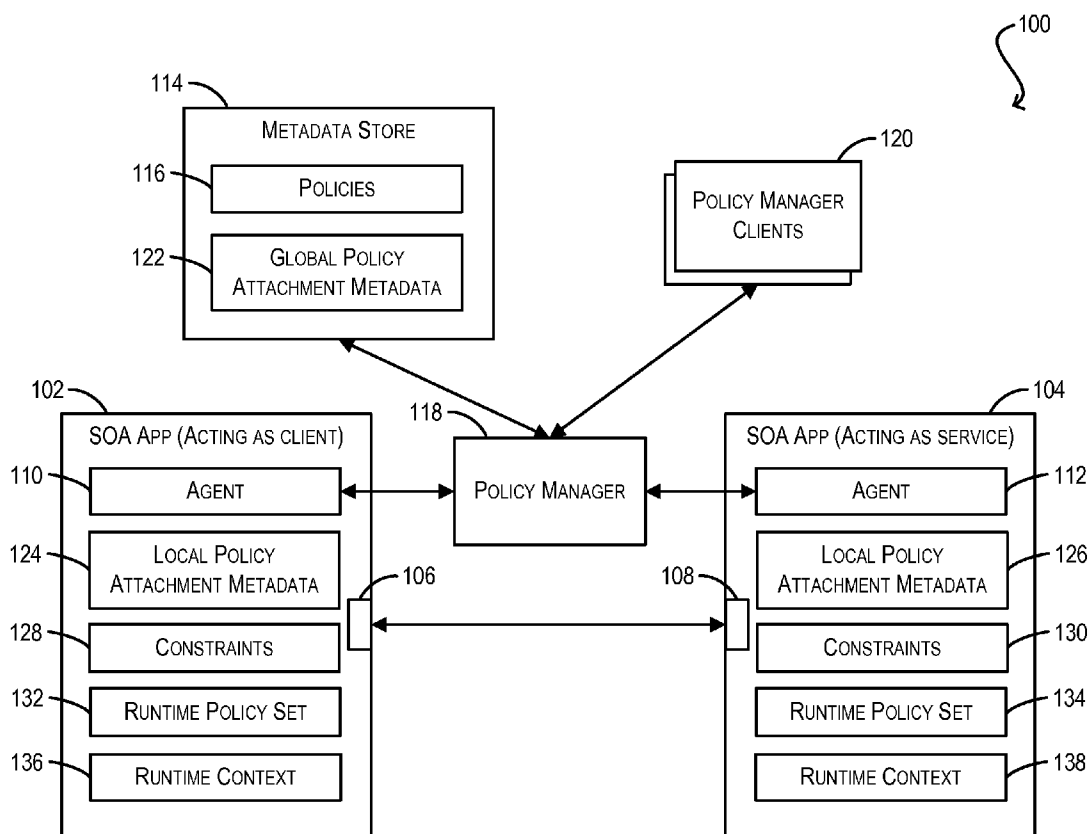 100
114
METADATA STORE
116
POLICIES
122
GLOBAL POLICY
ATTACHMENT METADATA
120
POLICY MANAGER
CLIENTS
102
SOA APP (ACTING AS CLIENT)
110
AGENT
124
LOCAL POLICY
ATTACHMENT METADATA
106
128
CONSTRAINTS
132
RUNTIME POLICY SET
136
RUNTIME CONTEXT
118
POLICY MANAGER
104
SOA APP (ACTING AS SERVICE)
AGENT
112
LOCAL POLICY
ATTACHMENT METADATA
126
108
CONSTRAINTS
130
RUNTIME POLICY SET
134
RUNTIME CONTEXT
138